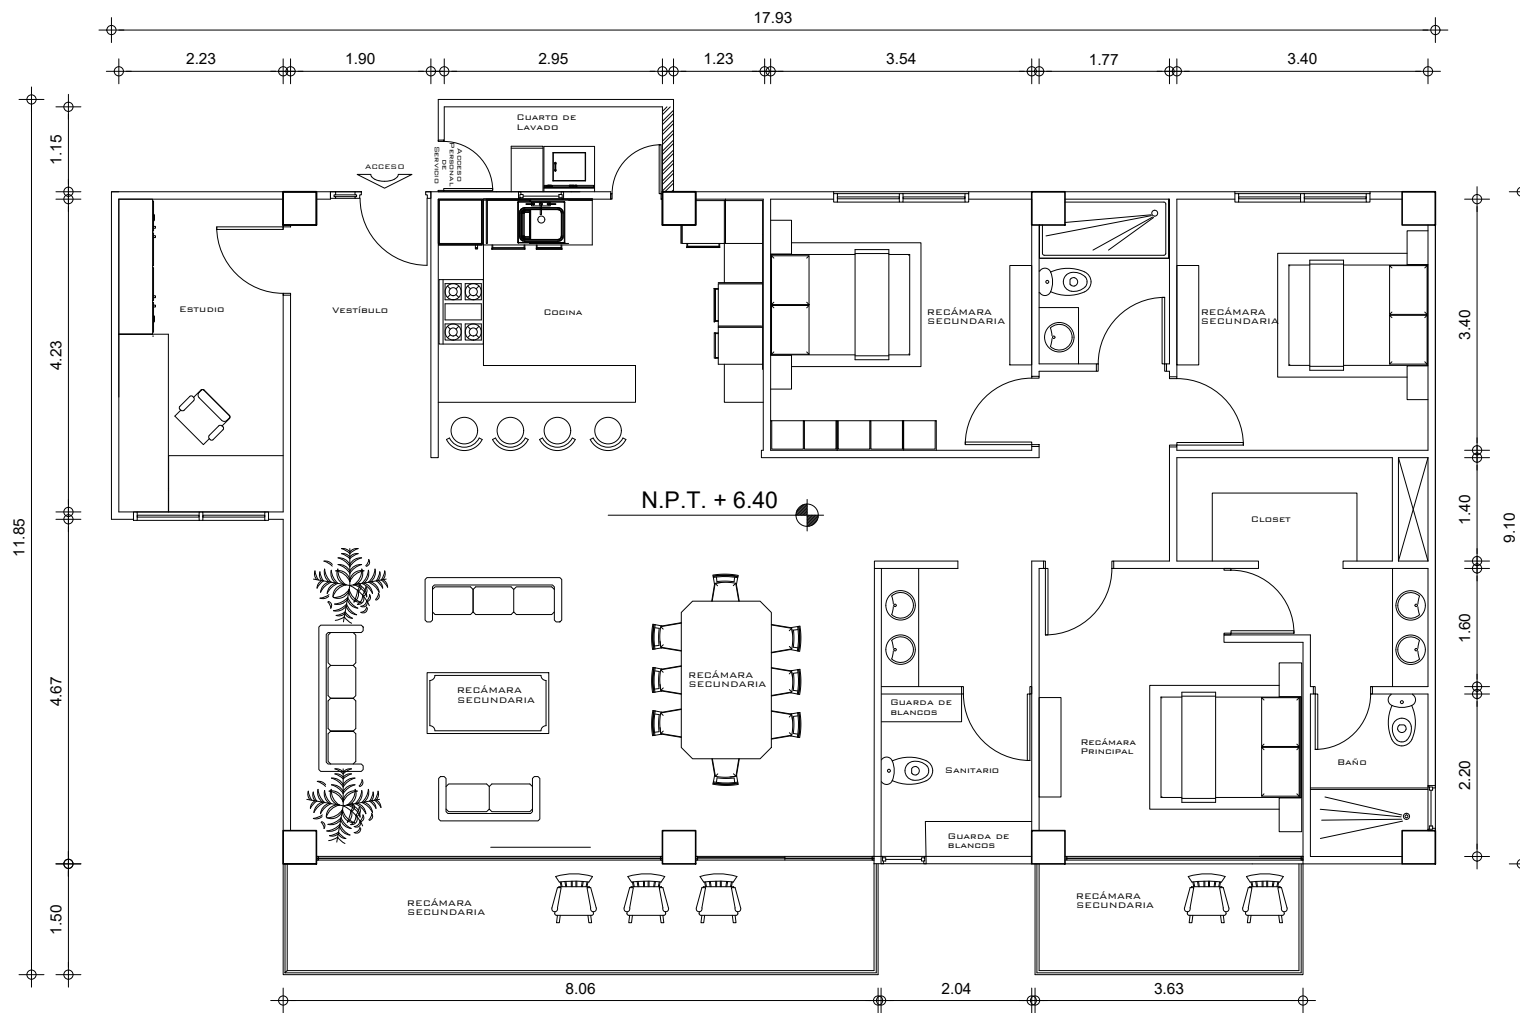 17.93
2.23
1.90
2.95
1.23
3.54
1.77
3.40
1.15
Cuarto de
Lavado
Acceso
Personal
de
Servicio
Acceso
4.23
Estudio
Vestíbulo
Cocina
Recámara
Secundaria
Recámara
Secundaria
3.40
N.P.T. + 6.40
Closet
1.40
9.10
11.85
1.60
4.67
Recámara
Secundaria
Recámara
Secundaria
Guarda de
blancos
Recámara
Principal
Sanitario
Baño
2.20
Guarda de
blancos
1.50
Recámara
Secundaria
Recámara
Secundaria
8.06
2.04
3.63